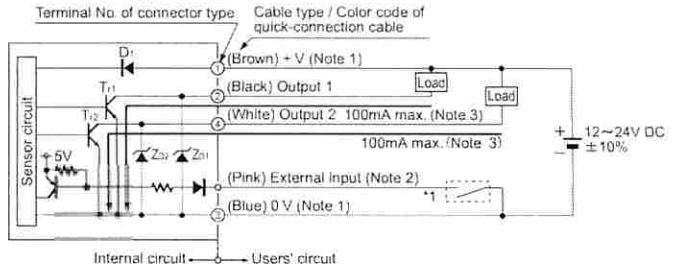 Terminal No. of connector type
Cable type / Color code of
quick-connection cable
D1
1
(Brown) + V (Note 1)
Tr1
2
(Black) Output 1
Load
Load
Tr2
4
(White) Output 2 100mA max. (Note 3)
100mA max. (Note 3)
Sensor circuit
5V
ZD2
ZD1
+
−
12～24V DC
±10%
(Pink) External input (Note 2)
*1
3
(Blue) 0 V (Note 1)
Internal circuit
Users' circuit